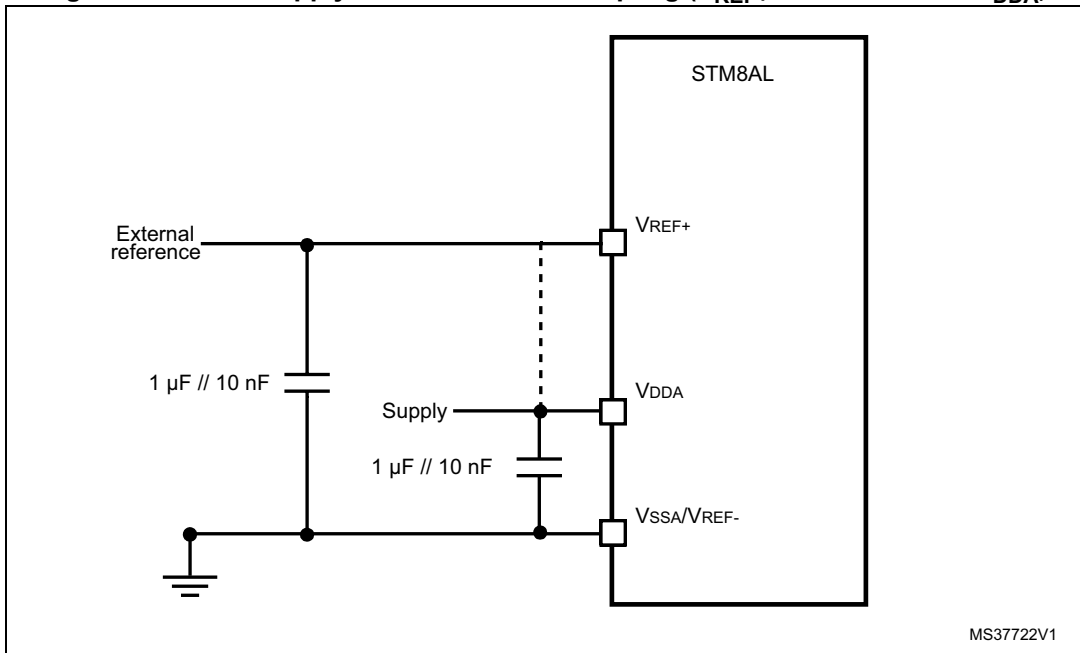 STM8AL
VREF+
External
reference
1 µF // 10 nF
VDDA
Supply
1 µF // 10 nF
VSSA/VREF-
MS37722V1